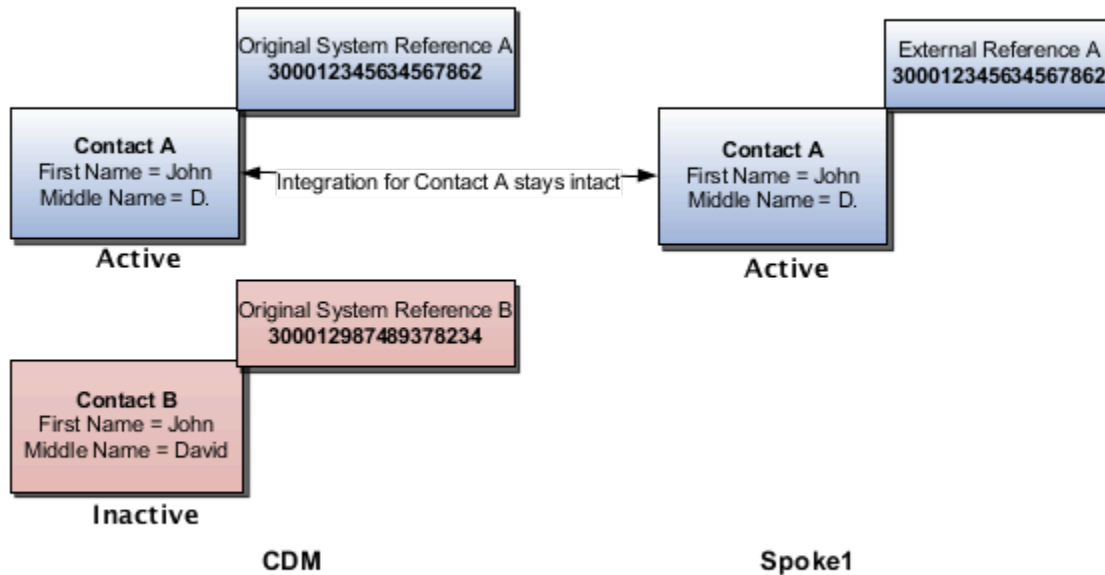 Original System Reference A
300012345634567862
External Reference A
300012345634567862
Contact A
First Name = John
Middle Name = D.
Active
Integration for Contact A stays intact
Contact A
First Name = John
Middle Name = D.
Active
Original System Reference B
300012987489378234
Contact B
First Name = John
Middle Name = David
Inactive
CDM
Spoke1